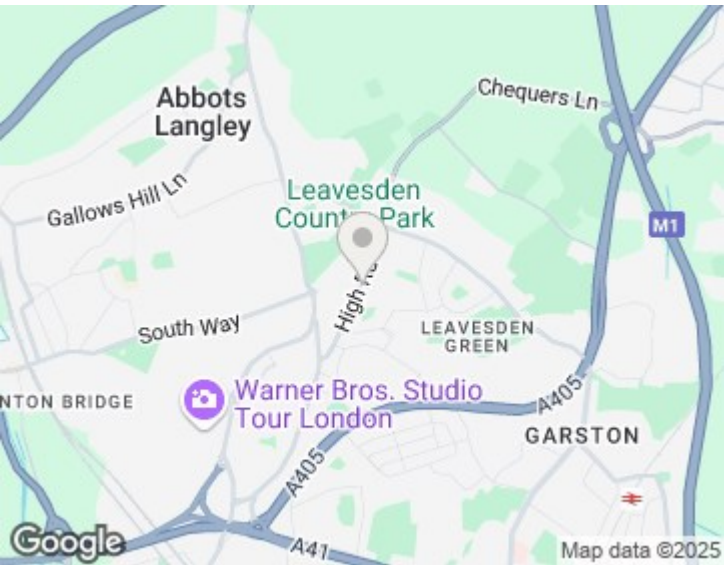 Chequers Ln
Abbots
Langley
Gallows Hill Ln
Leavesden
Park
M1
High
South Way
LEAVESDEN
GREEN
NTON BRIDGE
Warner Bros. Studio
Tour London
A405
GARSTON
A405
A41
Google
Map data ©2025